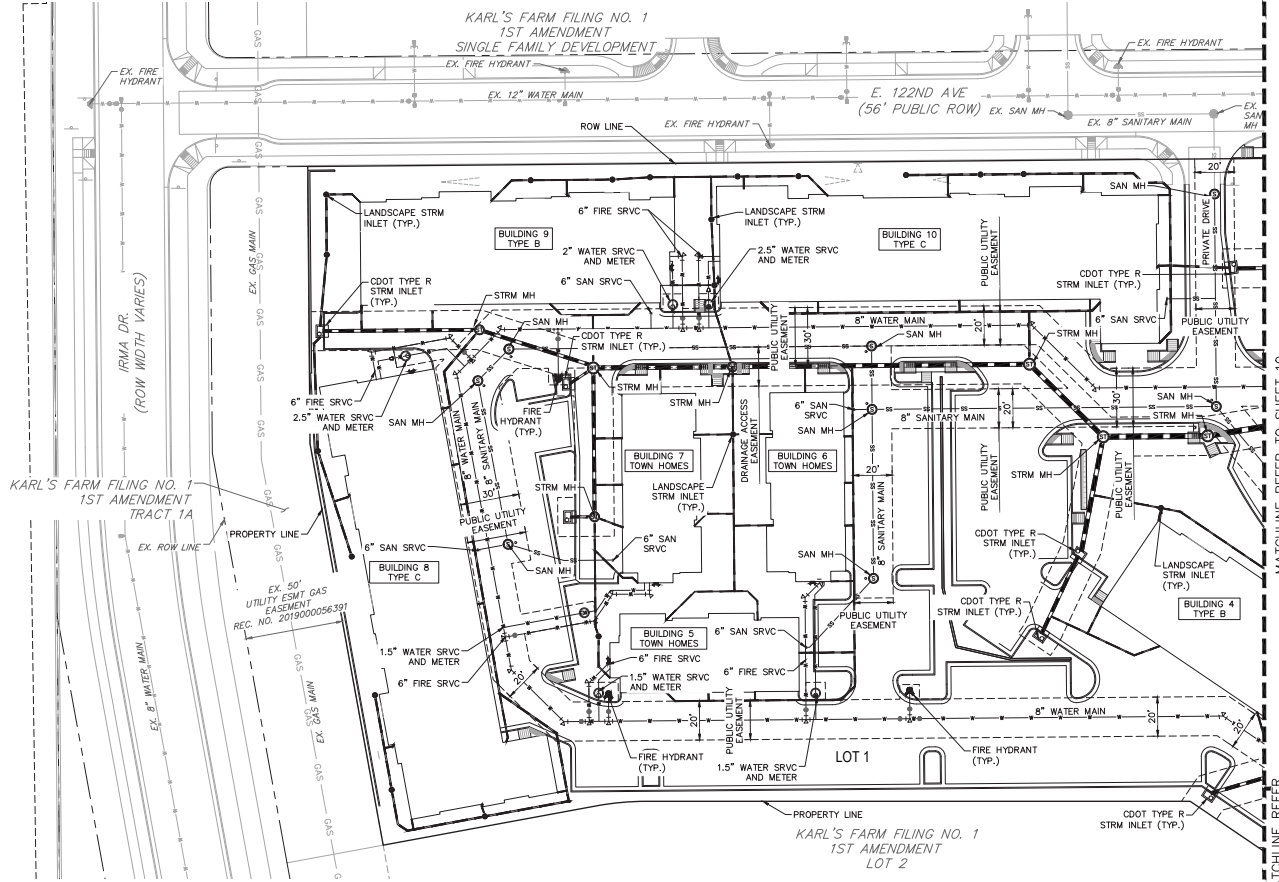 KARL'S FARM FILING NO. 1
1ST AMENDMENT
SINGLE FAMILY DEVELOPMENT
EX. FIRE HYDRANT
EX. FIRE HYDRANT
EX. FIRE
HYDRANT
GAS
EX. 12" WATER MAIN
E. 122ND AVE
(56' PUBLIC ROW)
EX. SAN MH
EX. 8" SANITARY MAIN
EX.
SAN
MH
ROW LINE
EX. FIRE HYDRANT
20'
SAN MH
PRIVATE DRIVE
LANDSCAPE STRM
INLET (TYP.)
BUILDING 9
TYPE B
6" FIRE SRVC
LANDSCAPE STRM
INLET (TYP.)
BUILDING 10
TYPE C
PUBLIC UTILITY
EASEMENT
2" WATER SRVC
AND METER
2.5" WATER SRVC
AND METER
EX. GAS MAIN
CDOT TYPE R
STRM INLET
(TYP.)
STRM MH
6" SAN SRVC
CDOT TYPE R
STRM INLET (TYP.)
IRMA DR.
(ROW WIDTH VARIES)
SAN MH
CDOT TYPE R
STRM INLET (TYP.)
PUBLIC UTILITY
EASEMENT
30'
8" WATER MAIN
20'
SAN MH
STRM MH
6" SAN SRVC
PUBLIC UTILITY
EASEMENT
6" FIRE SRVC
2.5" WATER SRVC
AND METER
SAN MH
FIRE
HYDRANT
(TYP.)
STRM MH
STRM MH
6" SAN
SRVC
SAN MH
8" SANITARY MAIN
20'
30'
SAN MH
STRM MH
8" WATER MAIN
8" SANITARY MAIN
DRAINAGE ACCESS
EASEMENT
BUILDING 7
TOWN HOMES
BUILDING 6
TOWN HOMES
20'
STRM MH
KARL'S FARM FILING NO. 1
1ST AMENDMENT
TRACT 1A
PROPERTY LINE
EX. ROW LINE
STRM MH
30'
PUBLIC UTILITY
EASEMENT
LANDSCAPE
STRM INLET
(TYP.)
8" SANITARY MAIN
PUBLIC UTILITY
EASEMENT
PUBLIC UTILITY
EASEMENT
MATCHLINE REFER TO SHEET 12
6" SAN SRVC
BUILDING 8
TYPE C
SAN MH
6" SAN
SRVC
SAN MH
CDOT TYPE R
STRM INLET
(TYP.)
LANDSCAPE
STRM INLET
(TYP.)
EX. 50'
UTILITY ESMT GAS
EASEMENT
REC. NO. 2019000056391
PUBLIC UTILITY
EASEMENT
CDOT TYPE R
STRM INLET (TYP.)
BUILDING 4
TYPE B
EX. 8" WATER MAIN
1.5" WATER SRVC
AND METER
6" FIRE SRVC
BUILDING 5
TOWN HOMES
6" SAN SRVC
6" FIRE SRVC
1.5" WATER SRVC
AND METER
6" FIRE SRVC
EX. GAS MAIN
20'
20'
PUBLIC UTILITY
EASEMENT
8" WATER MAIN
20'
20'
FIRE HYDRANT
(TYP.)
1.5" WATER SRVC
AND METER
LOT 1
FIRE HYDRANT
(TYP.)
PROPERTY LINE
CDOT TYPE R
STRM INLET (TYP.)
KARL'S FARM FILING NO. 1
1ST AMENDMENT
LOT 2